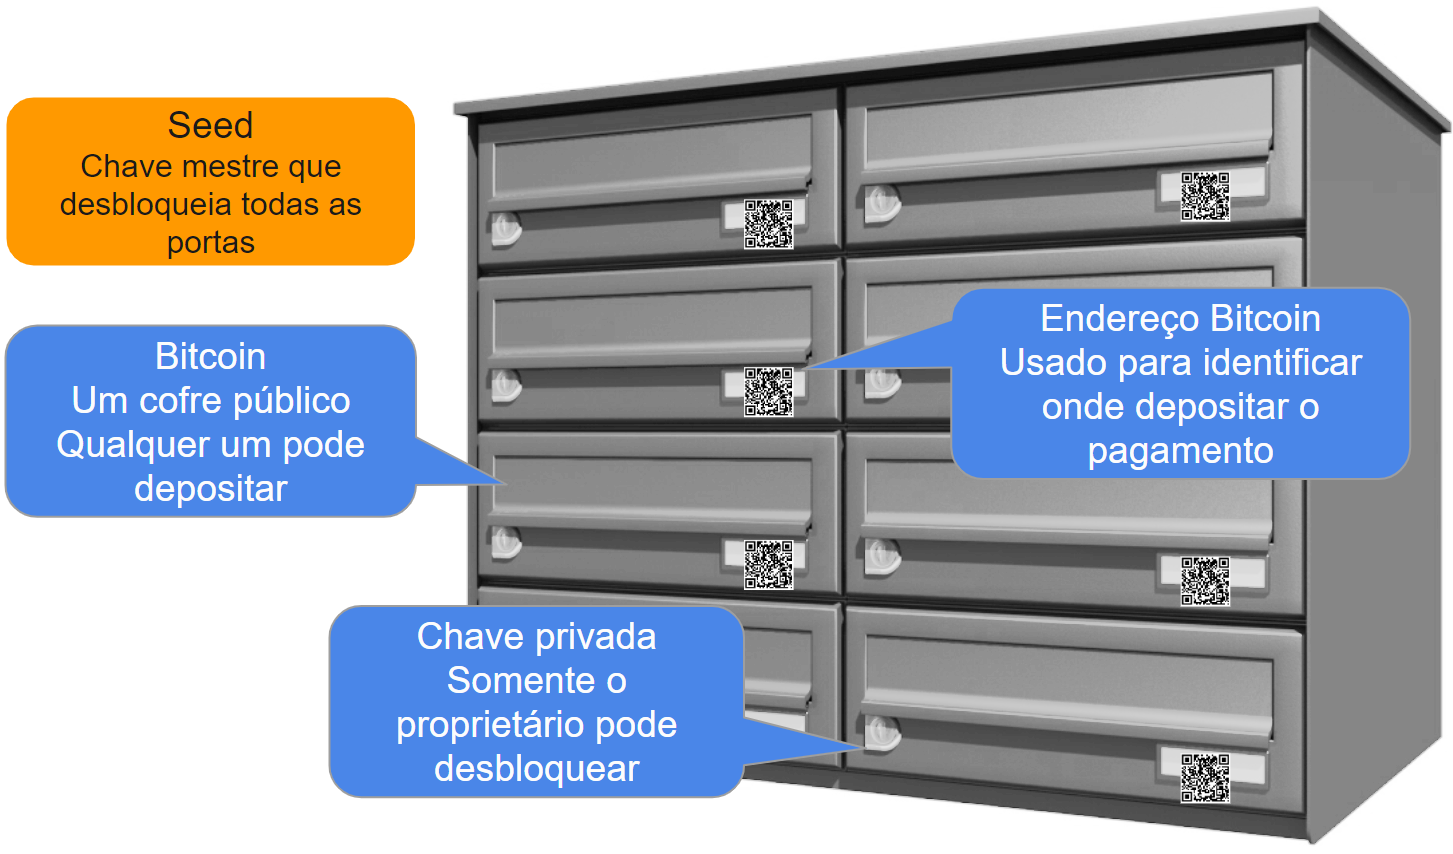 Seed
Chave mestre que
desbloqueia todas as
portas
Bitcoin
Um cofre público
Qualquer um pode
depositar
Endereço Bitcoin
Usado para identificar
onde depositar o
pagamento
Chave privada
Somente o
proprietário pode
desbloquear